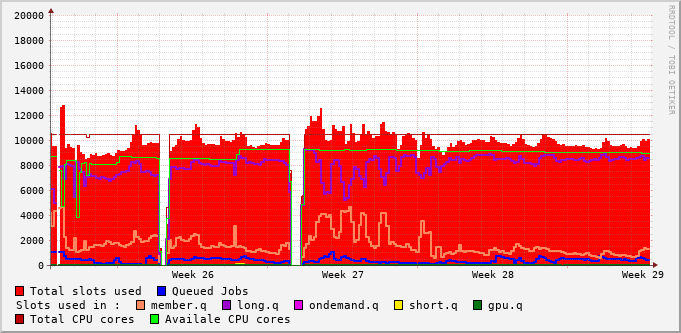 RRDTOOL / TOBI OETIKER
20000
18000
16000
14000
12000
10000
8000
6000
4000
2000
0
Week 26 Week 27 Week 28 Week 29
Total slots used Queued Jobs
Slots used in : member.q long.q ondemand.q short.q gpu.q
Total CPU cores Availale CPU cores